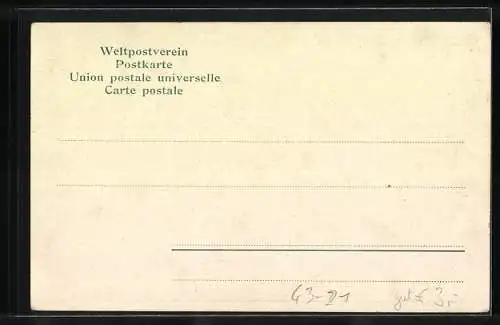 Weltpostverein
Postkarte
Union postale universelle
Carte postale